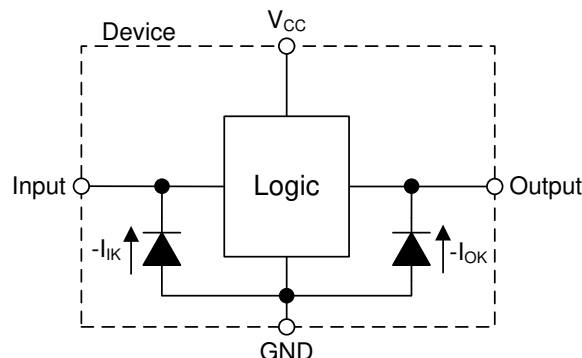 Device
VCC
Input
Logic
Output
-IIK
-IOK
GND